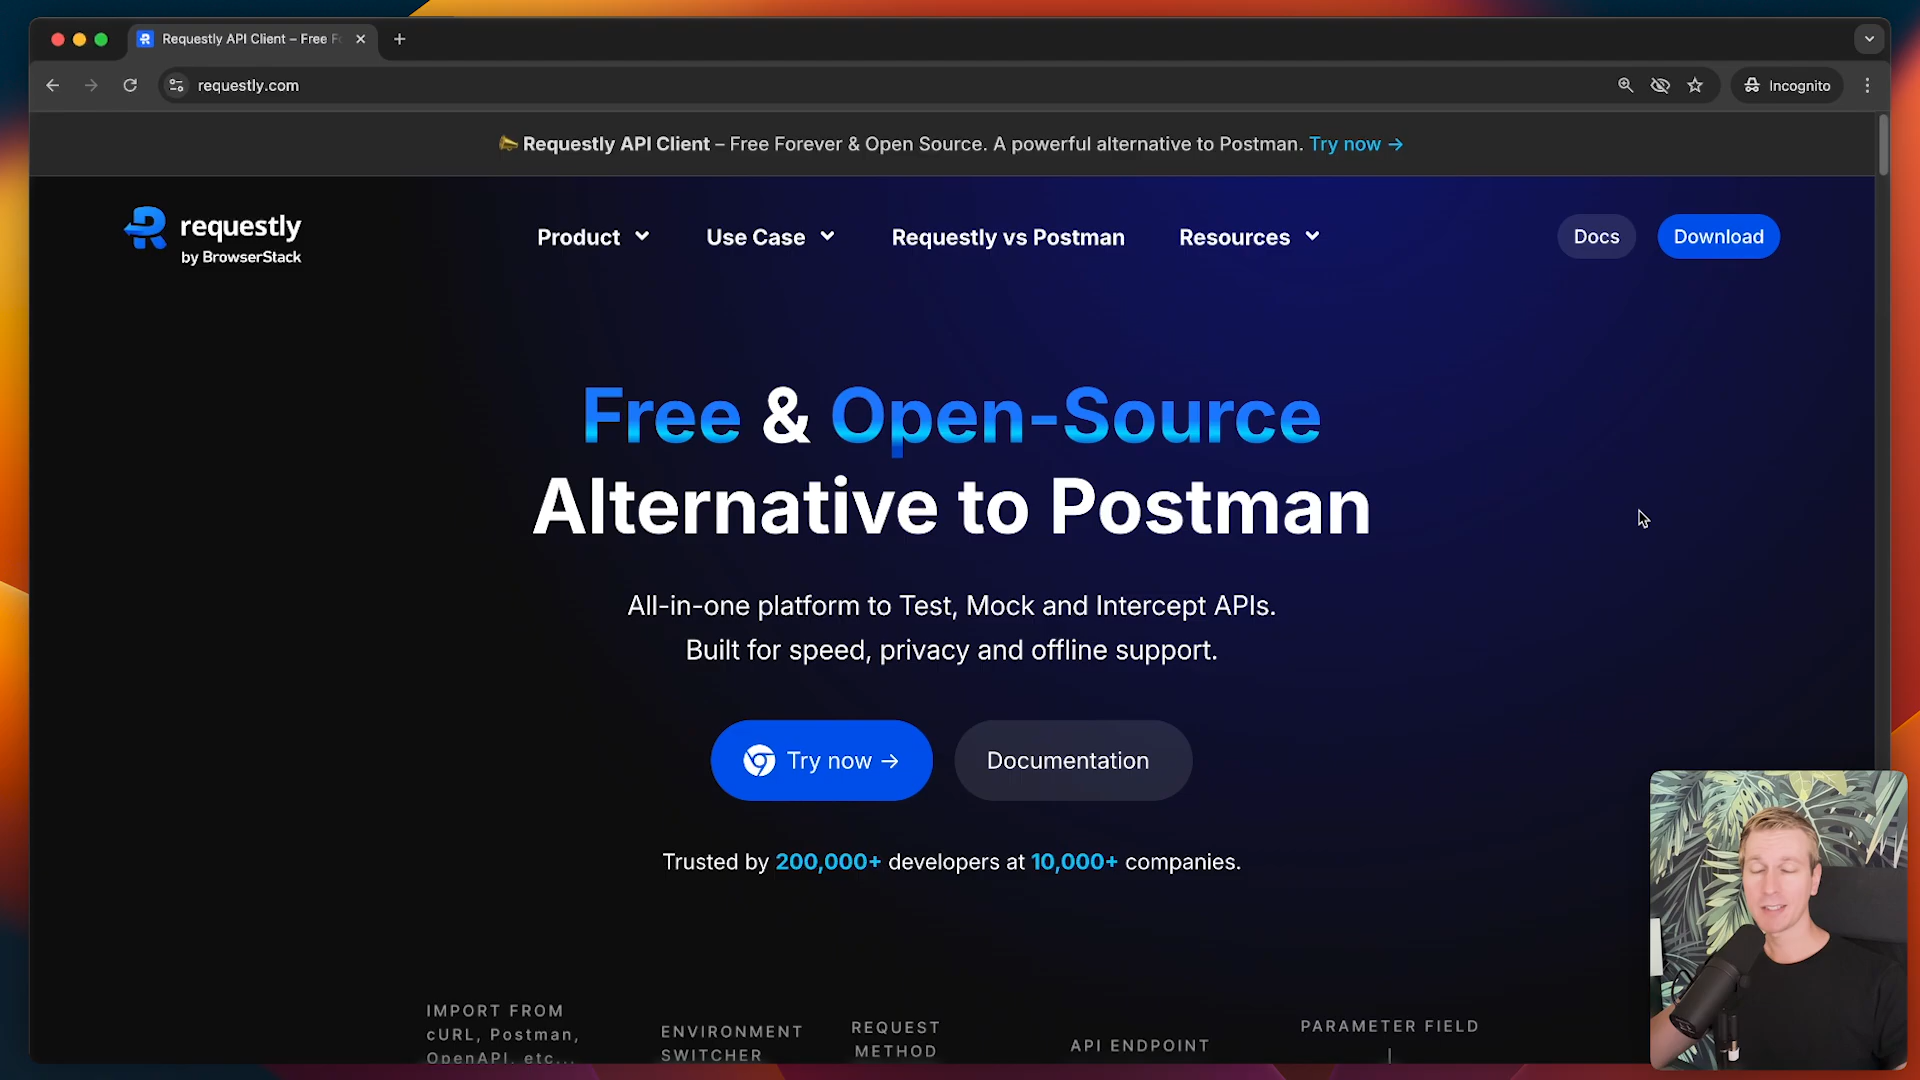 Requestly API Client – Free Fo
requestly.com
Incognito
Requestly API Client – Free Forever & Open Source. A powerful alternative to Postman. Try now →
requestly
by BrowserStack
Product
Use Case
Requestly vs Postman
Resources
Docs
Download
Free & Open-Source
Alternative to Postman
All-in-one platform to Test, Mock and Intercept APIs.
Built for speed, privacy and offline support.
Try now →
Documentation
Trusted by 200,000+ developers at 10,000+ companies.
IMPORT FROM
cURL, Postman,
OpenAPI, etc...
ENVIRONMENT
SWITCHER
REQUEST
METHOD
API ENDPOINT
PARAMETER FIELD